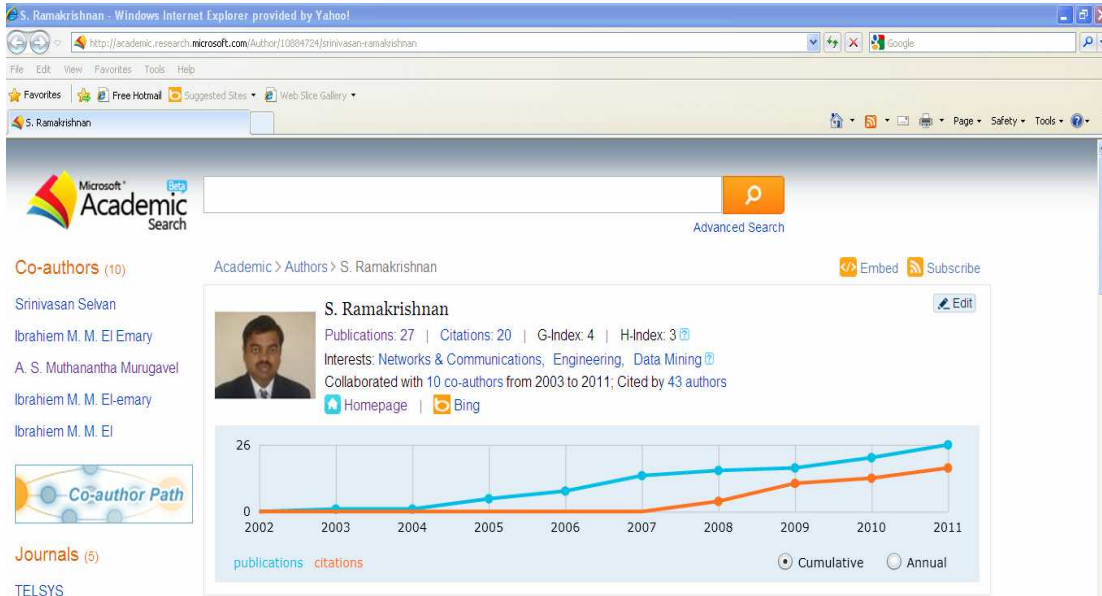 S. Ramakrishnan - Windows Internet Explorer provided by Yahoo!
http://academic.research.microsoft.com/Author/10884724/srinivasan-ramakrishnan
Google
File Edit View Favorites Tools Help
Favorites Free Hotmail Suggested Sites Web Slice Gallery
S. Ramakrishnan
Page Safety Tools
Microsoft Beta
Academic
Search
Advanced Search
Co-authors (10)
Srinivasan Selvan
Ibrahiem M. M. El Emary
A. S. Muthanantha Murugavel
Ibrahiem M. M. El-emary
Ibrahiem M. M. El
Co-author Path
Journals (5)
TELSYS
Academic > Authors > S. Ramakrishnan
Embed Subscribe
S. Ramakrishnan
Edit
Publications: 27 | Citations: 20 | G-Index: 4 | H-Index: 3 ?
Interests: Networks & Communications, Engineering, Data Mining ?
Collaborated with 10 co-authors from 2003 to 2011; Cited by 43 authors
Homepage | Bing
26
0
2002 2003 2004 2005 2006 2007 2008 2009 2010 2011
publications citations
Cumulative Annual